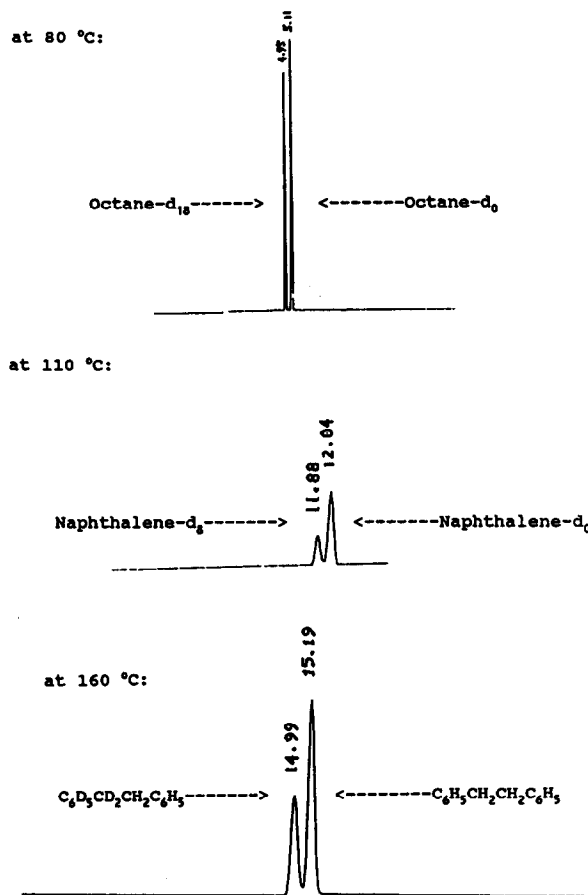 at 80 °C:
4.95 5.11
Octane-d₁₈------> <-------Octane-d₀
at 110 °C:
11.88 12.04
Naphthalene-d₈------> <------Naphthalene-d₀
at 160 °C:
14.99 15.19
C₆D₅CD₂CH₂C₆H₅------> <-------C₆H₅CH₂CH₂C₆H₅